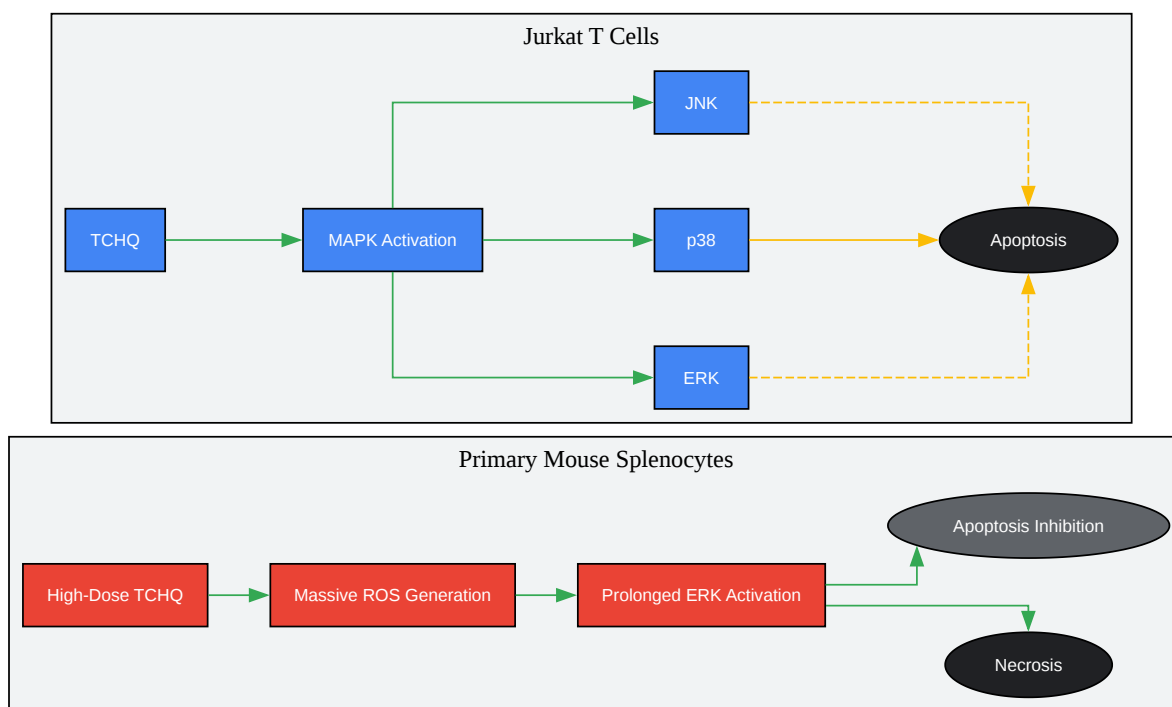 Jurkat T Cells
JNK
TCHQ
MAPK Activation
p38
Apoptosis
ERK
Primary Mouse Splenocytes
Apoptosis Inhibition
High-Dose TCHQ
Massive ROS Generation
Prolonged ERK Activation
Necrosis